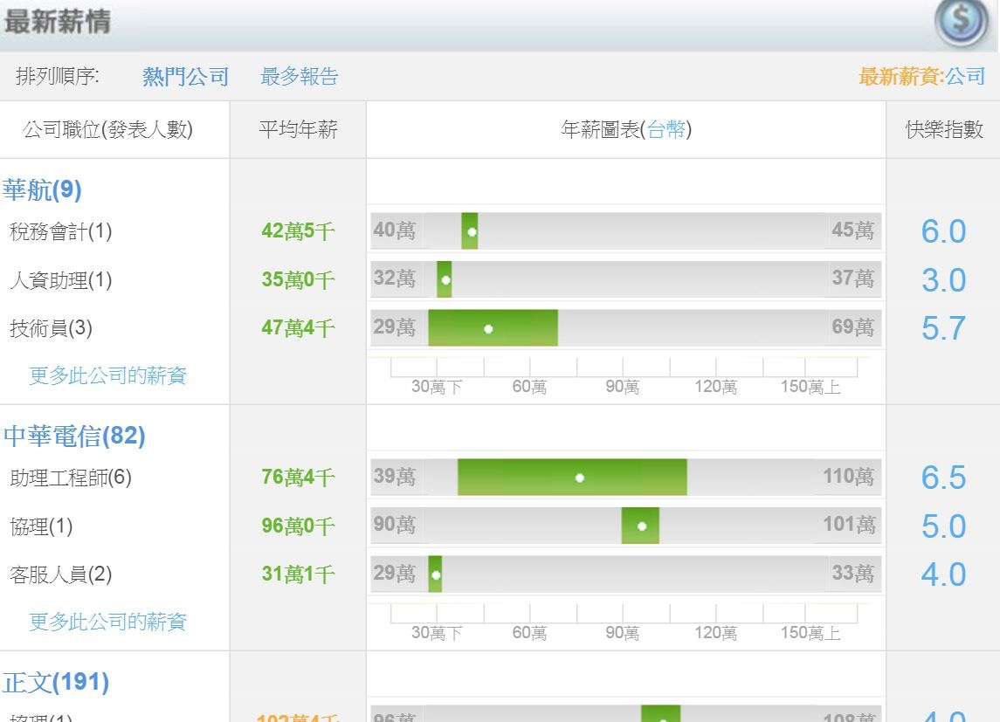 最新薪情
排列順序: 熱門公司 最多報告 最新薪資:公司
公司職位(發表人數) 平均年薪 年薪圖表(台幣) 快樂指數
華航(9)
稅務會計(1) 42萬5千 40萬 45萬 6.0
人資助理(1) 35萬0千 32萬 37萬 3.0
技術員(3) 47萬4千 29萬 69萬 5.7
更多此公司的薪資
30萬下 60萬 90萬 120萬 150萬上
中華電信(82)
助理工程師(6) 76萬4千 39萬 110萬 6.5
協理(1) 96萬0千 90萬 101萬 5.0
客服人員(2) 31萬1千 29萬 33萬 4.0
更多此公司的薪資
30萬下 60萬 90萬 120萬 150萬上
正文(191)
協理(1) 102萬4千 96萬 108萬 4.0